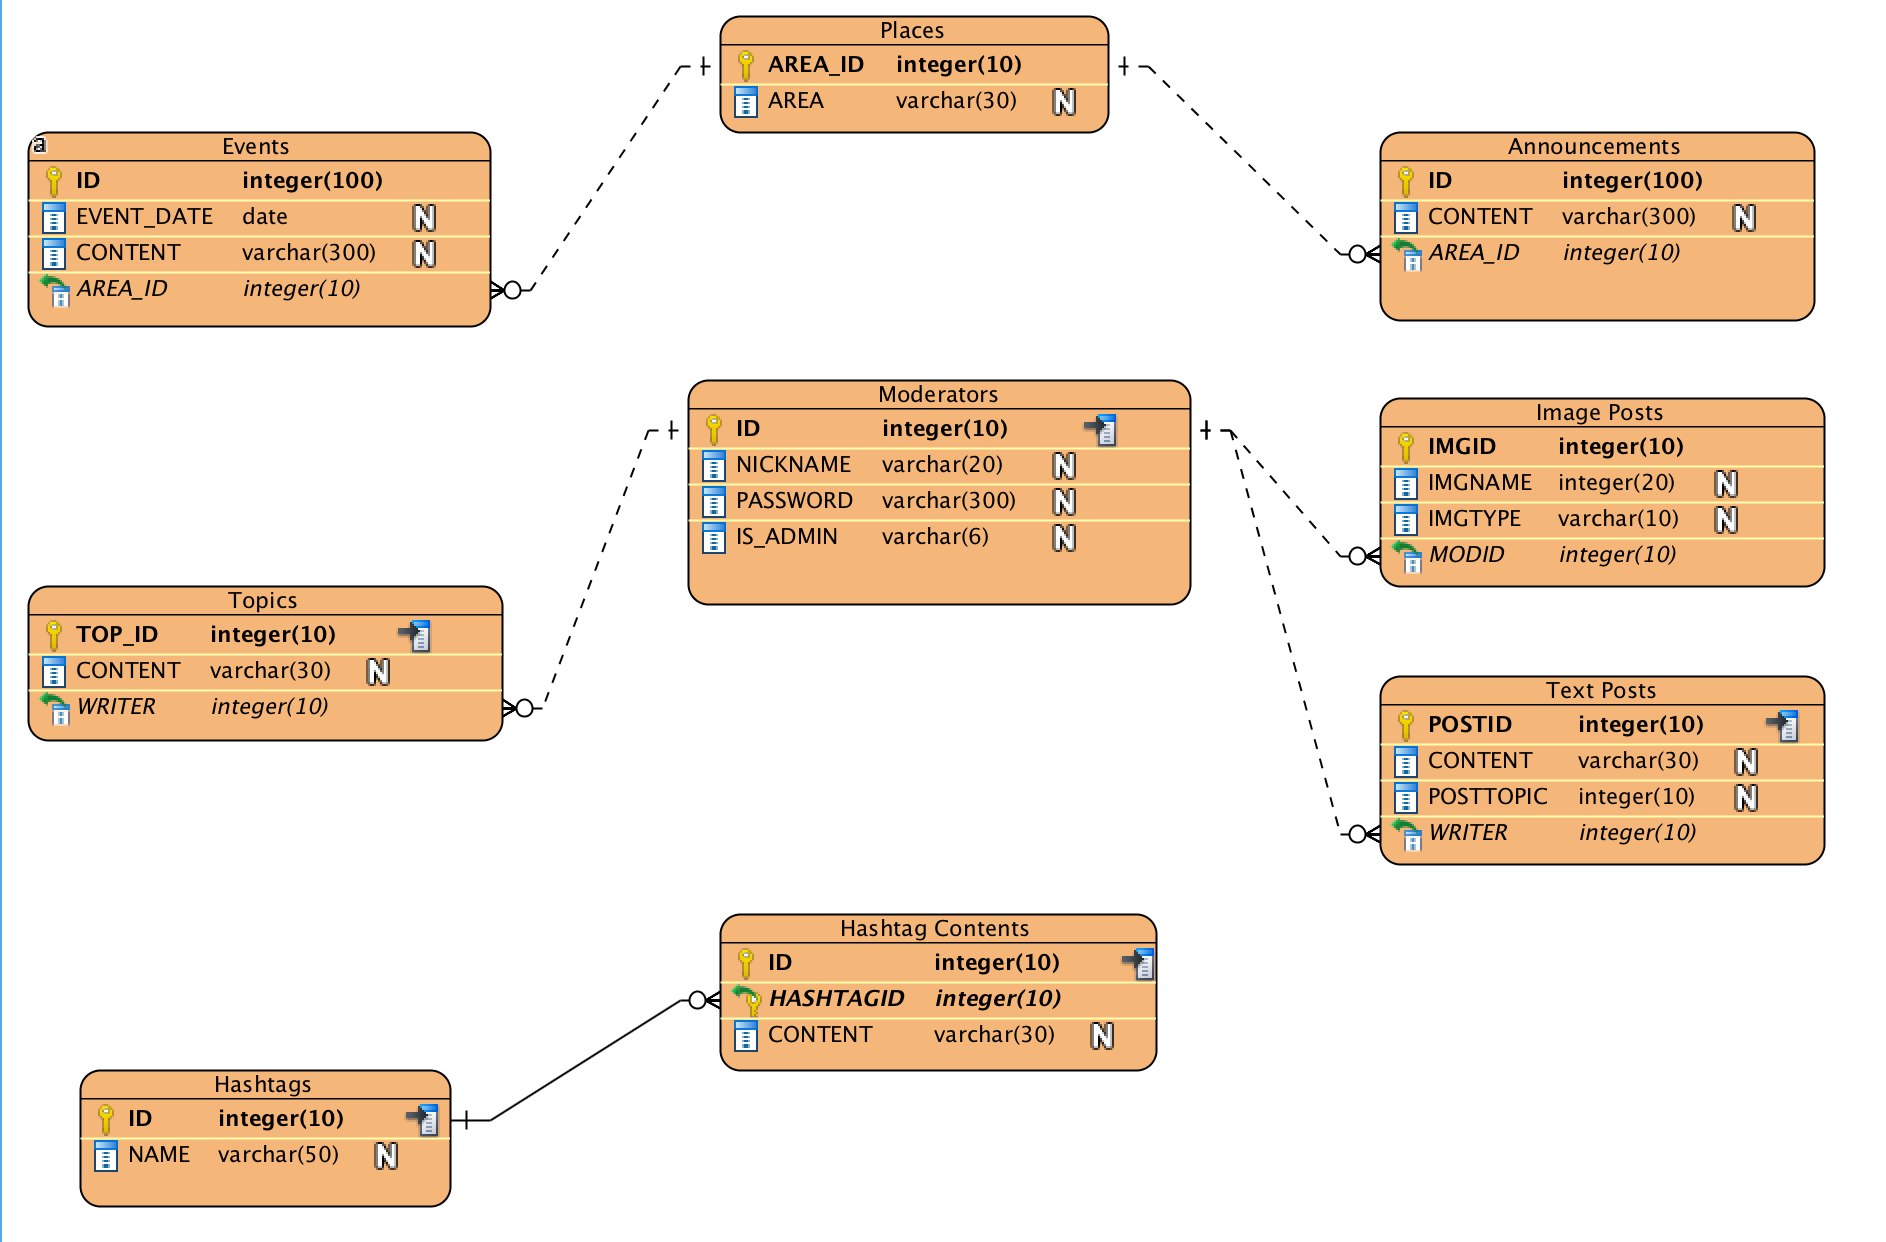 Places
AREA_ID integer(10)
AREA varchar(30) N
a
Events
ID integer(100)
EVENT_DATE date N
CONTENT varchar(300) N
AREA_ID integer(10)
Announcements
ID integer(100)
CONTENT varchar(300) N
AREA_ID integer(10)
Moderators
ID integer(10)
NICKNAME varchar(20) N
PASSWORD varchar(300) N
IS_ADMIN varchar(6) N
Image Posts
IMGID integer(10)
IMGNAME integer(20) N
IMGTYPE varchar(10) N
MODID integer(10)
Topics
TOP_ID integer(10)
CONTENT varchar(30) N
WRITER integer(10)
Text Posts
POSTID integer(10)
CONTENT varchar(30) N
POSTTOPIC integer(10) N
WRITER integer(10)
Hashtag Contents
ID integer(10)
HASHTAGID integer(10)
CONTENT varchar(30) N
Hashtags
ID integer(10)
NAME varchar(50) N